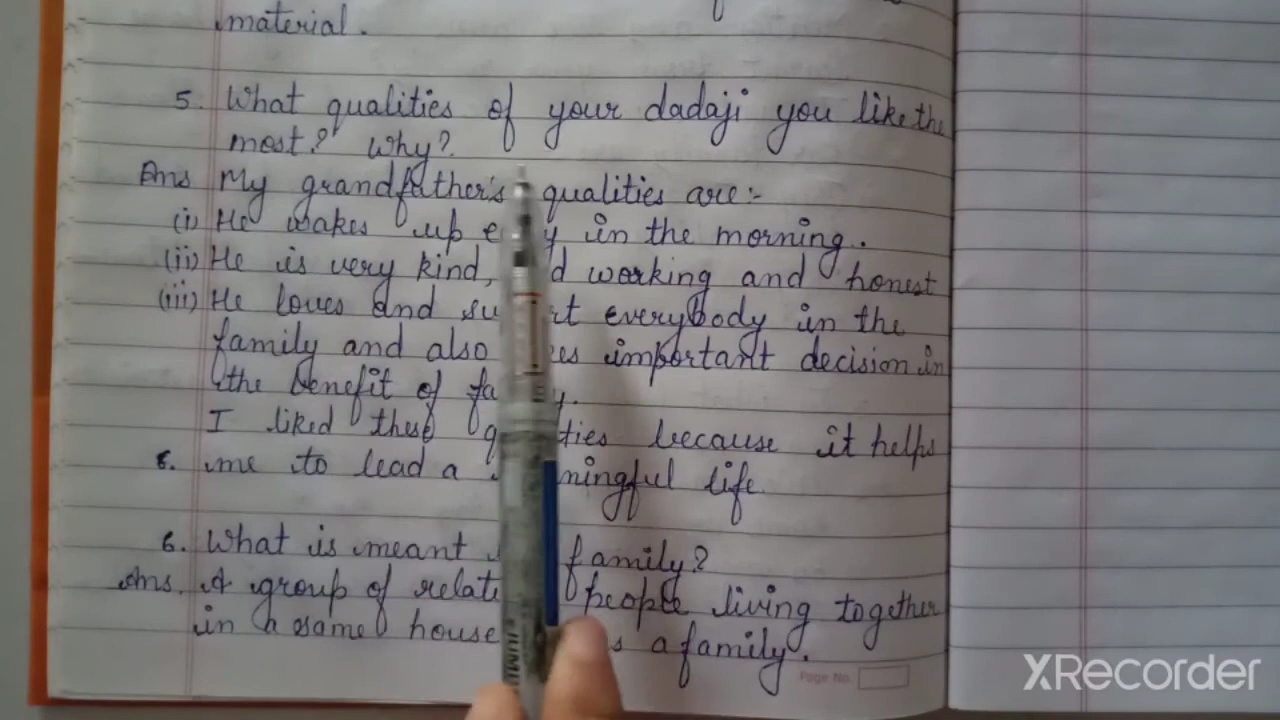 material.
5. What qualities of your dadaji you like the
most? Why?
Ans My grandfather's qualities are:-
(i) He wakes up in the morning.
(ii) He is very kind, working and honest
(iii) He loves and everybody in the
family and also important decision in
the benefit of
I liked these because it helps
6. me to lead a life
6. What is meant family?
Ans. A group of people living together
in a same house a family.
Page No.
XRecorder